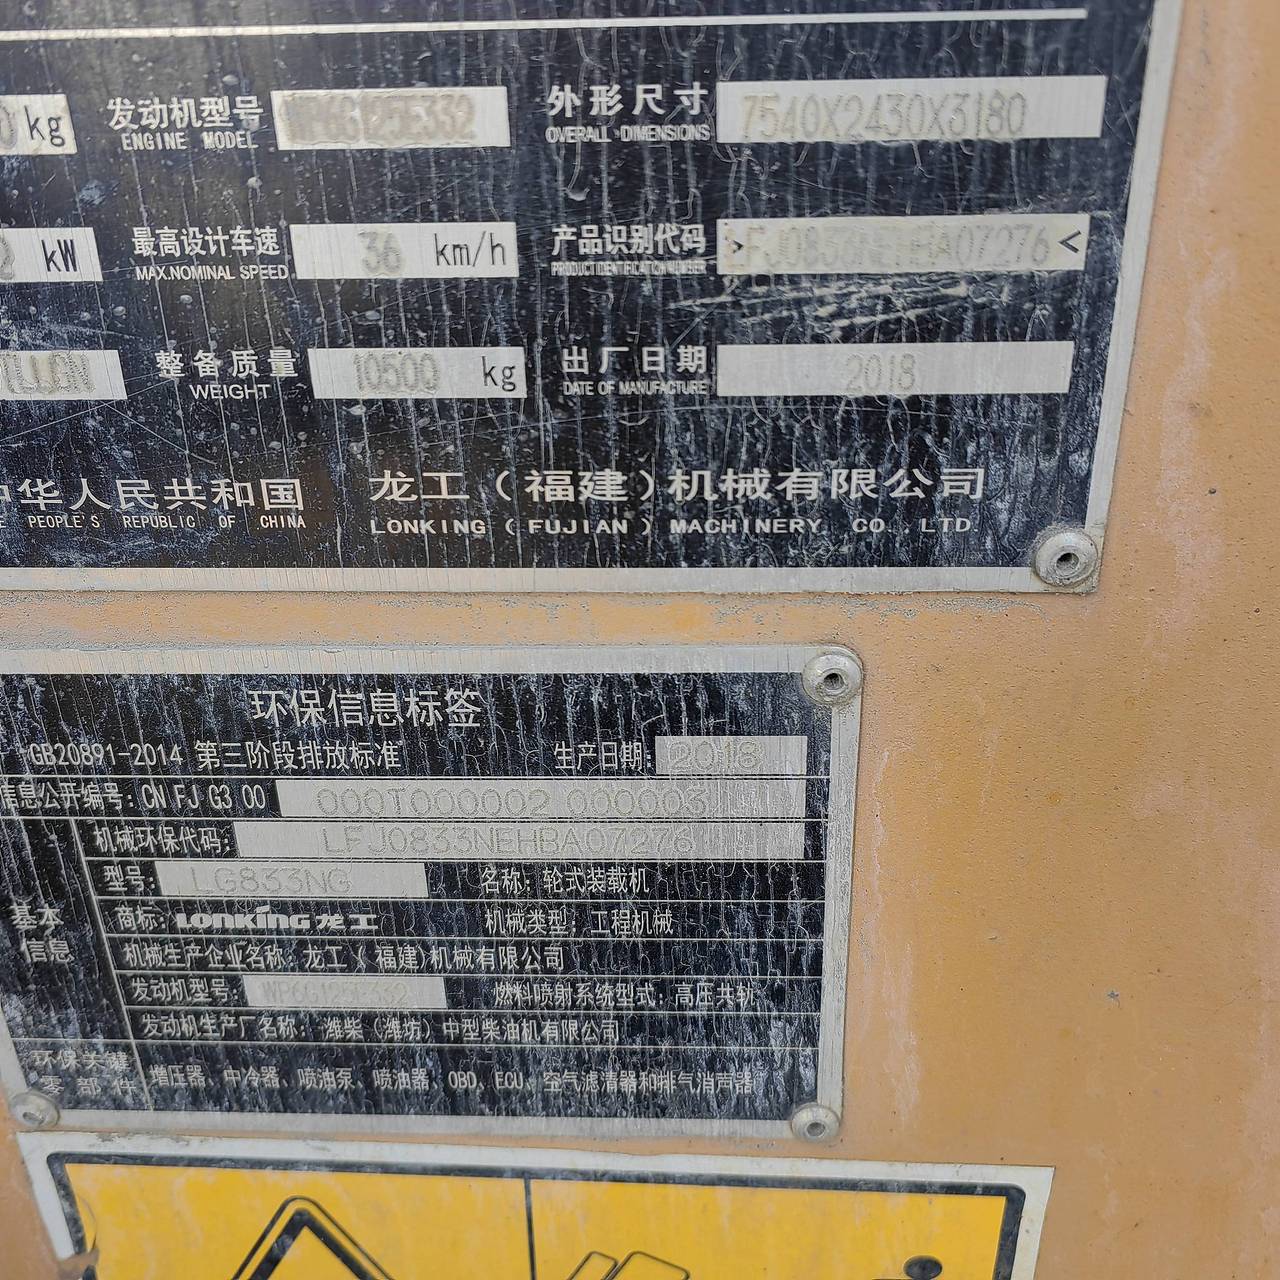 0 kg 发动机型号 WP6G125E332 外形尺寸 7540X2430X3180
ENGINE MODEL OVERALL DIMENSIONS
2 kW 最高设计车速 36 km/h 产品识别代码 >LFJ0833NEHBA07276<
MAX.NOMINAL SPEED PRODUCT IDENTIFICATION NUMBER
整备质量 10500 kg 出厂日期 2018
WEIGHT DATE OF MANUFACTURE
中华人民共和国 龙工(福建)机械有限公司
PEOPLE'S REPUBLIC OF CHINA LONKING (FUJIAN) MACHINERY CO.,LTD
环保信息标签
GB20891-2014 第三阶段排放标准 生产日期: 2018
信息公开编号: CN FJ G3 00 000T000002 000003
机械环保代码: LFJ0833NEHBA07276
型号: LG833NG 名称: 轮式装载机
基本 商标: LONKING 龙工 机械类型: 工程机械
信息 机械生产企业名称: 龙工(福建)机械有限公司
发动机型号: WP6G125E332 燃料喷射系统型式: 高压共轨
发动机生产厂名称: 潍柴(潍坊)中型柴油机有限公司
环保关键
零部件 增压器、中冷器、喷油泵、喷油器、OBD、ECU、空气滤清器和排气消声器